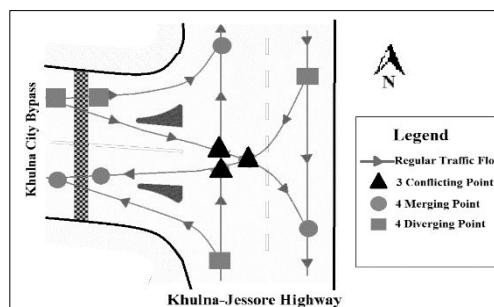 Khulna City Bypass
N
Legend
Regular Traffic Flo
3 Conflicting Point
4 Merging Point
4 Diverging Point
Khulna-Jessore Highway